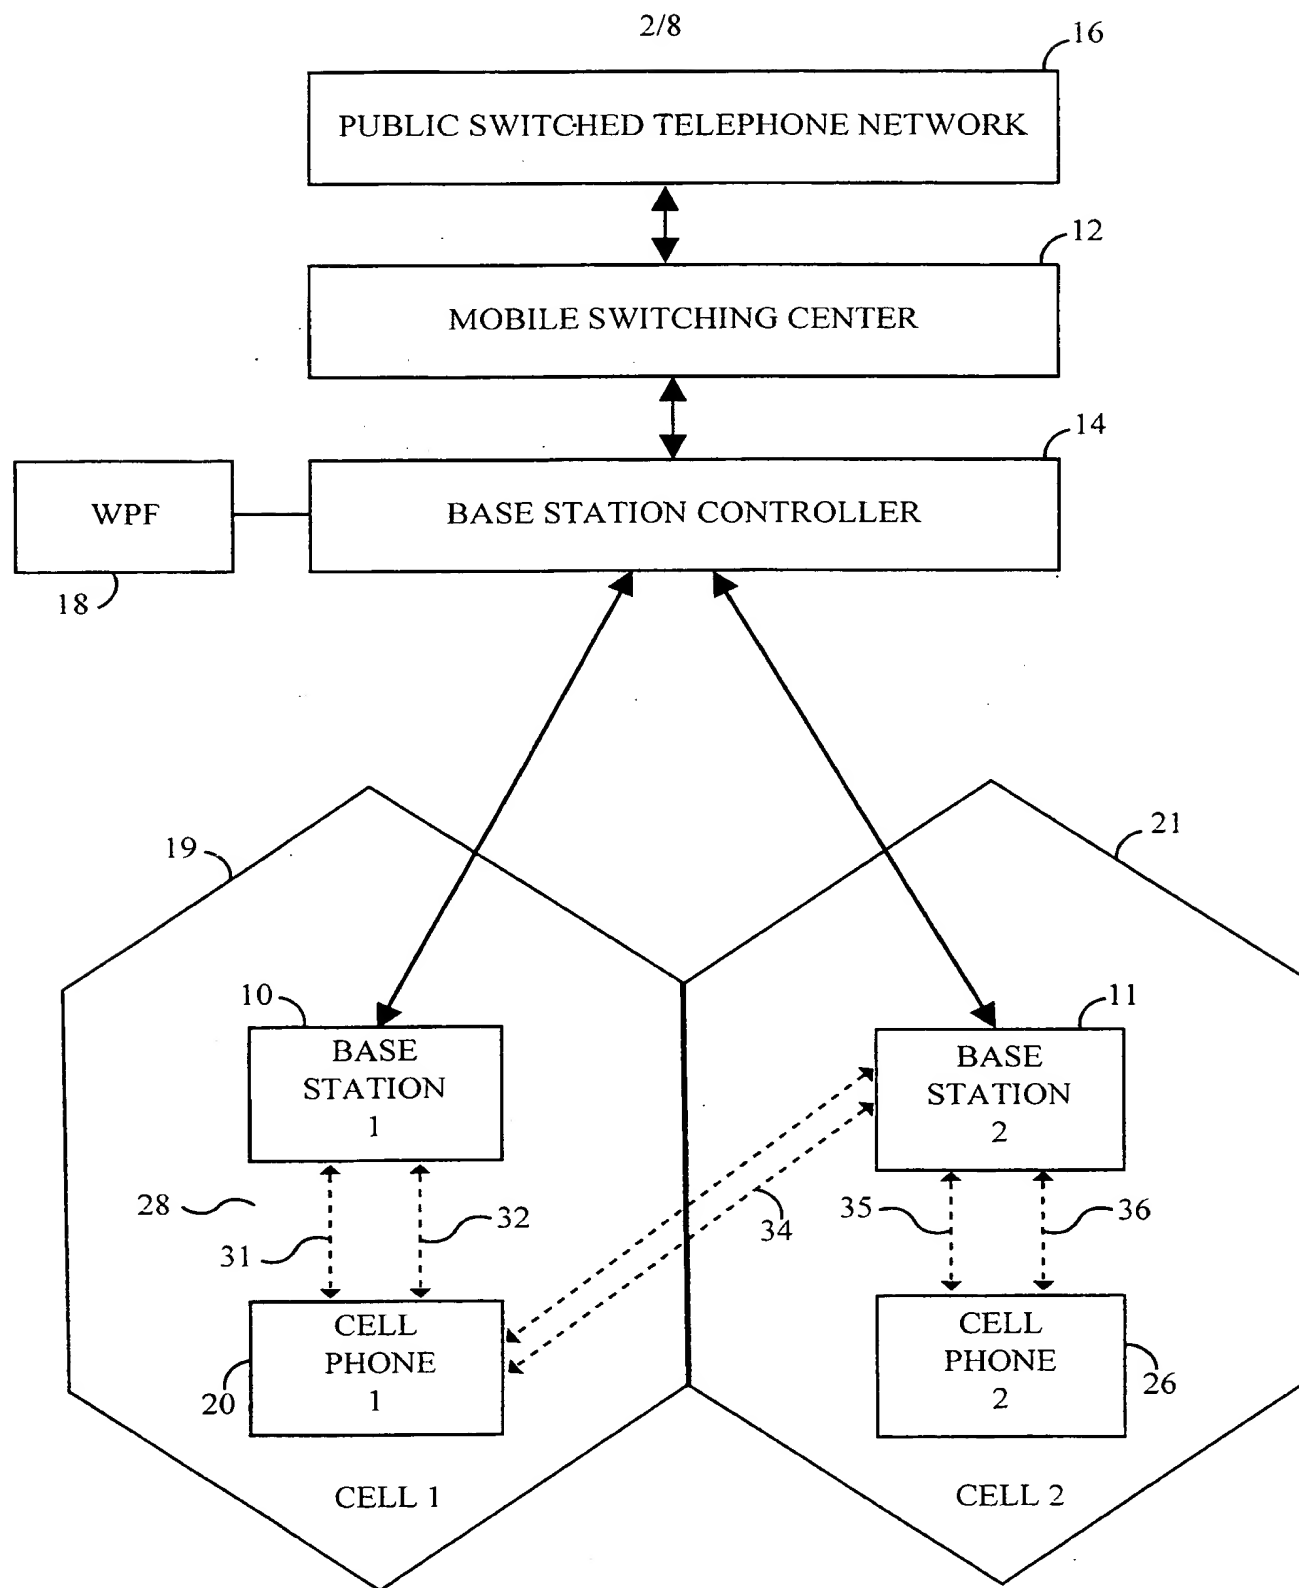 2/8
16
PUBLIC SWITCHED TELEPHONE NETWORK
12
MOBILE SWITCHING CENTER
14
WPF
BASE STATION CONTROLLER
18
19
21
10
11
BASE
STATION
1
BASE
STATION
2
28
31
32
34
35
36
CELL
PHONE
1
20
CELL
PHONE
2
26
CELL 1
CELL 2